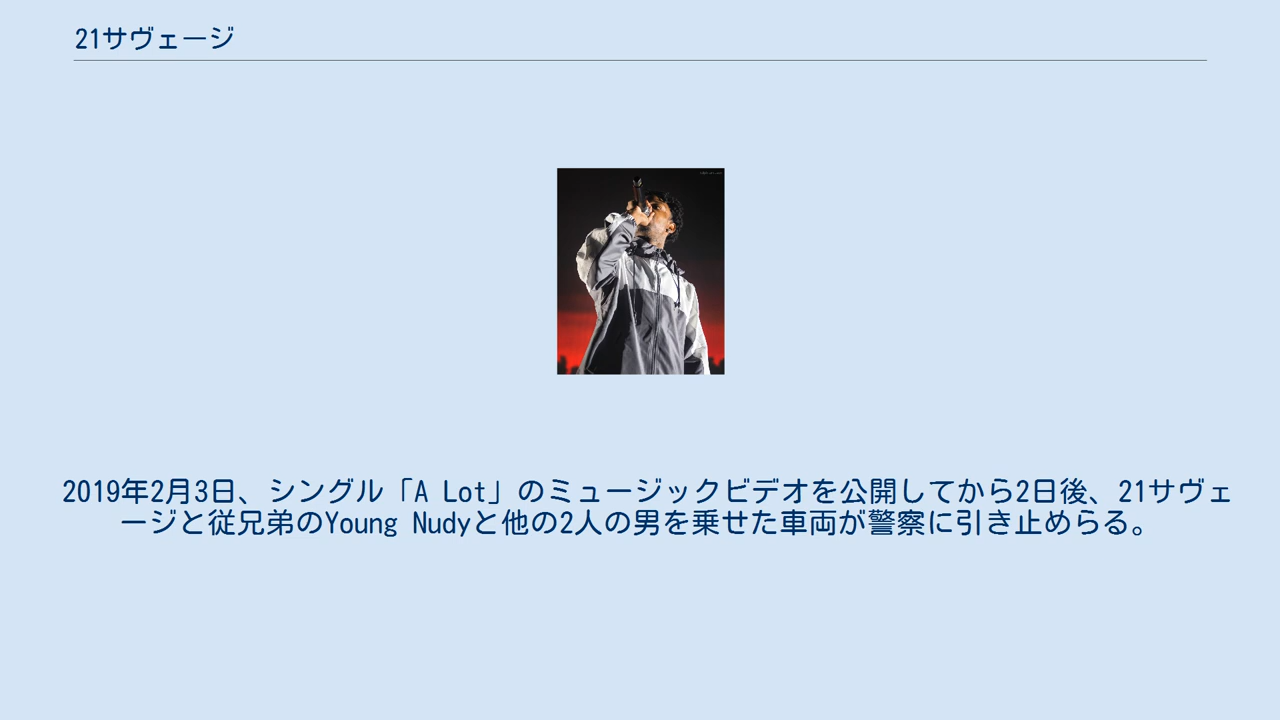 21サヴェージ
2019年2月3日、シングル「A Lot」のミュージックビデオを公開してから2日後、21サヴェ
ージと従兄弟のYoung Nudyと他の2人の男を乗せた車両が警察に引き止めらる。